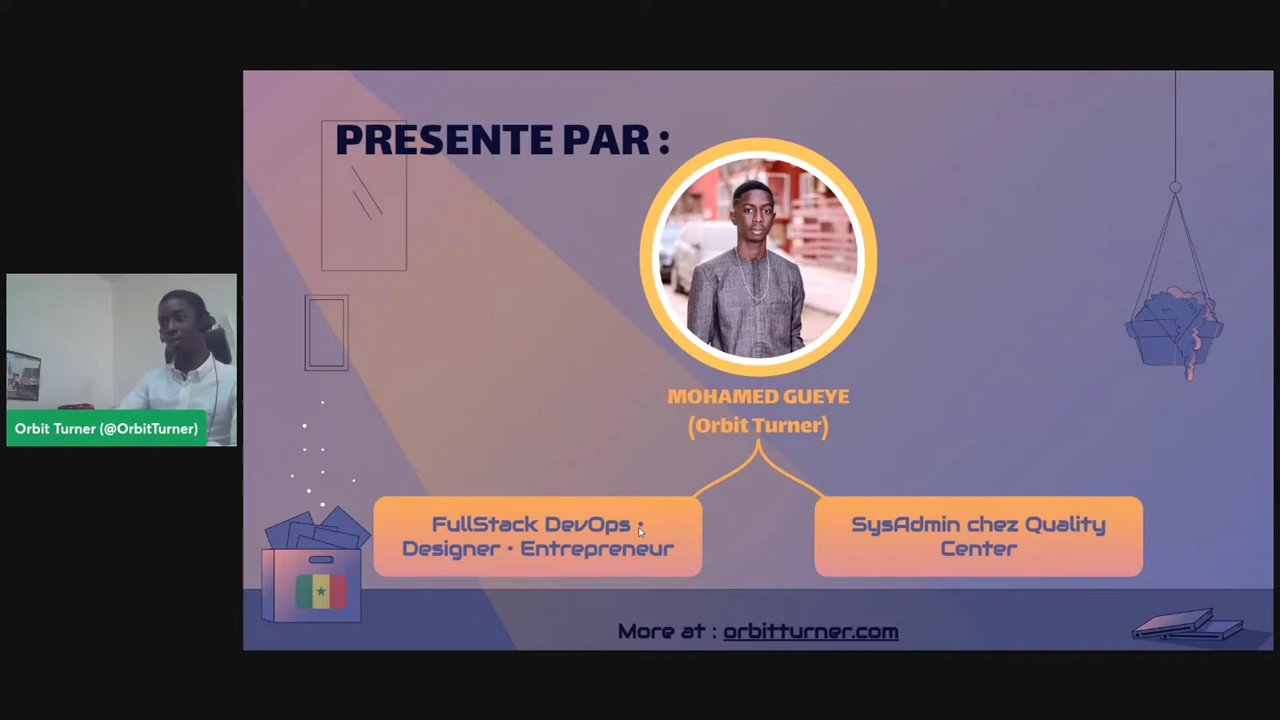 PRESENTE PAR :
MOHAMED GUEYE
(Orbit Turner)
FullStack DevOps •
Designer • Entrepreneur
SysAdmin chez Quality
Center
More at : orbitturner.com
Orbit Turner (@OrbitTurner)